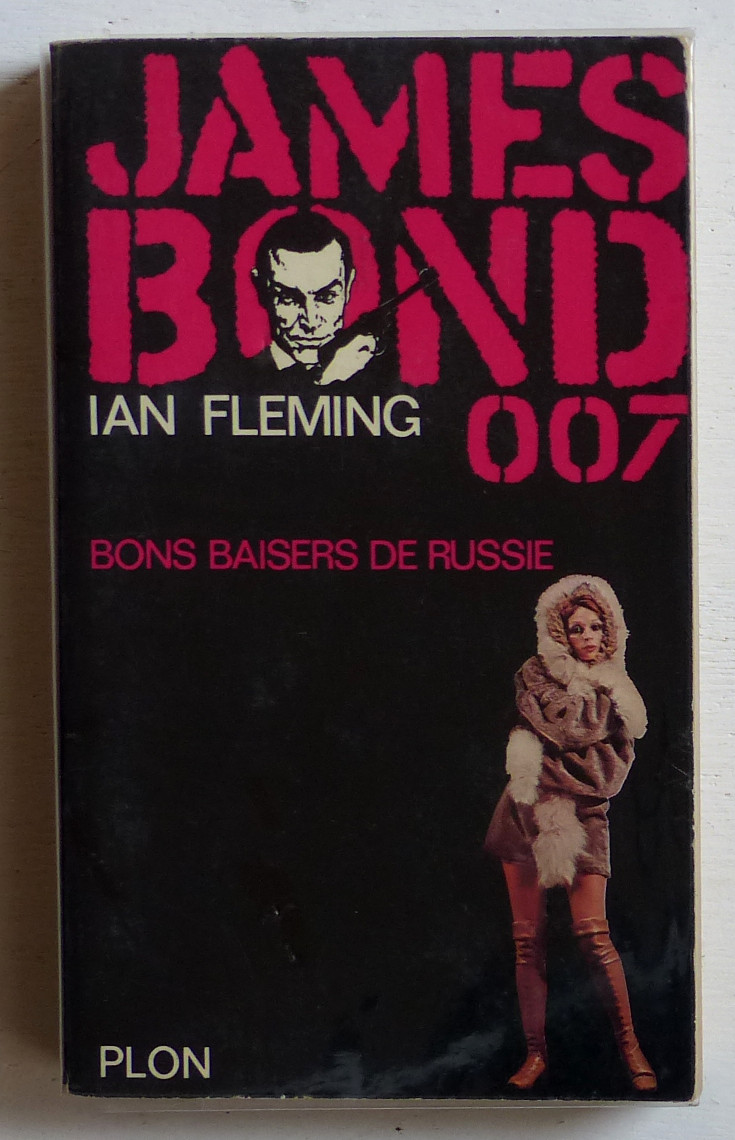 JAMES
BOND
IAN FLEMING
007
BONS BAISERS DE RUSSIE
PLON